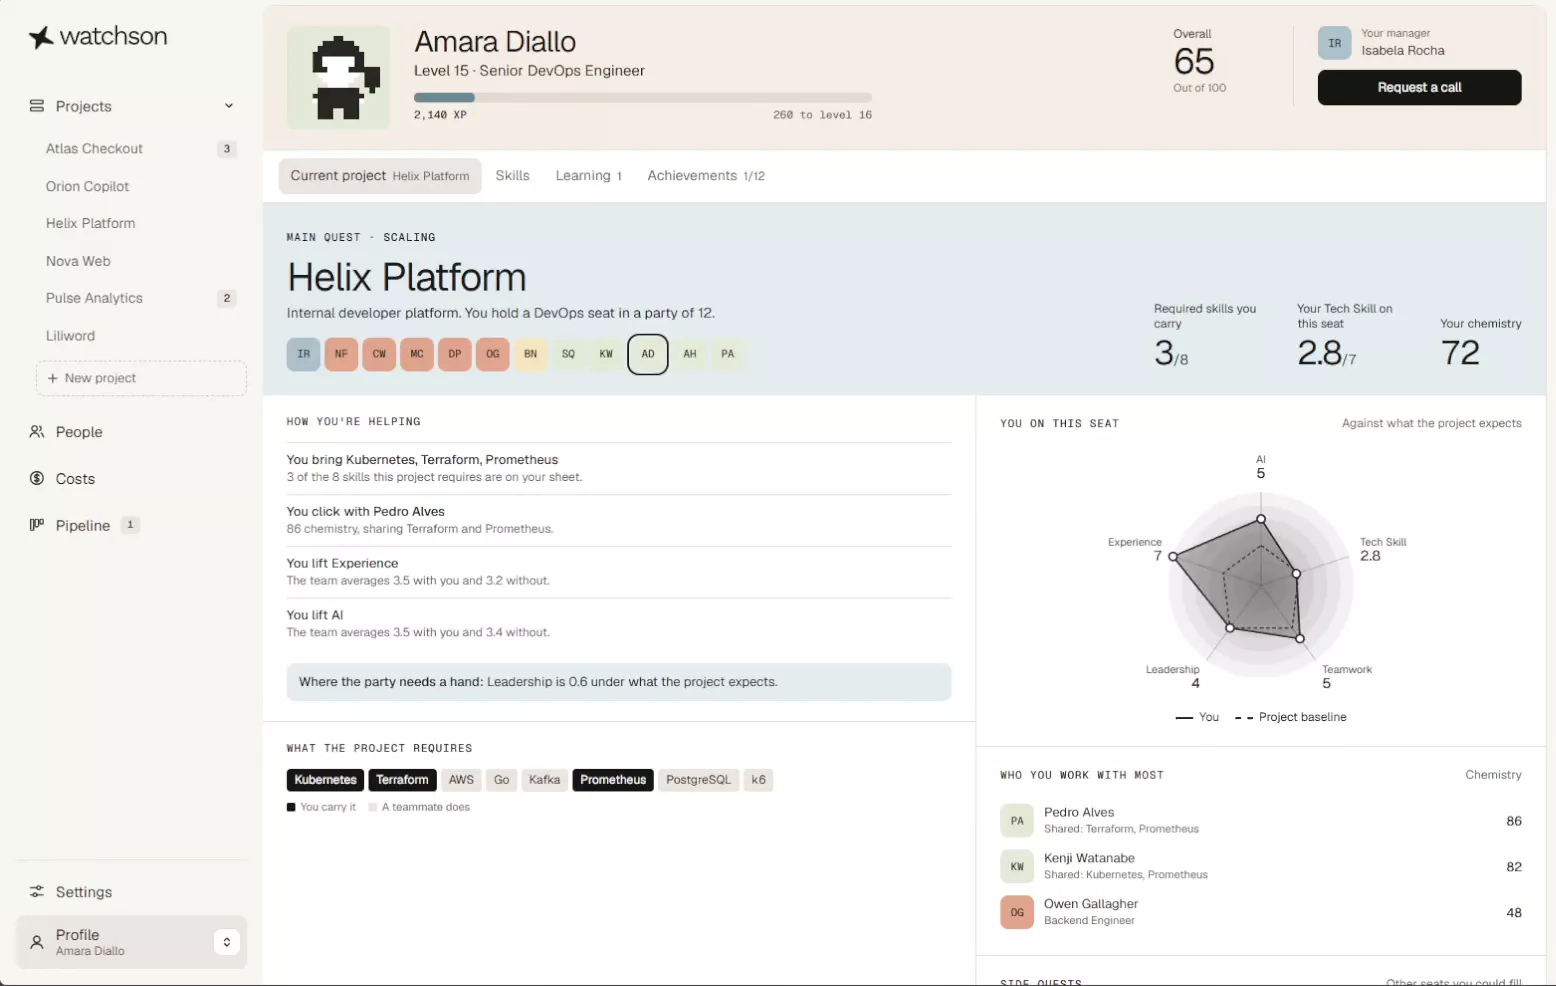 watchson
Projects
Atlas Checkout 3
Orion Copilot
Helix Platform
Nova Web
Pulse Analytics 2
Liliword
+ New project
People
Costs
Pipeline 1
Settings
Profile
Amara Diallo
Amara Diallo
Level 15 · Senior DevOps Engineer
2,140 XP
260 to level 16
Overall
65
Out of 100
IR
Your manager
Isabela Rocha
Request a call
Current project Helix Platform
Skills
Learning 1
Achievements 1/12
MAIN QUEST · SCALING
Helix Platform
Internal developer platform. You hold a DevOps seat in a party of 12.
IR NF CW MC DP OG BN SQ KW AD AH PA
Required skills you
carry
3/8
Your Tech Skill on
this seat
2.8/7
Your chemistry
72
HOW YOU'RE HELPING
You bring Kubernetes, Terraform, Prometheus
3 of the 8 skills this project requires are on your sheet.
You click with Pedro Alves
86 chemistry, sharing Terraform and Prometheus.
You lift Experience
The team averages 3.5 with you and 3.2 without.
You lift AI
The team averages 3.5 with you and 3.4 without.
Where the party needs a hand: Leadership is 0.6 under what the project expects.
WHAT THE PROJECT REQUIRES
Kubernetes Terraform AWS Go Kafka Prometheus PostgreSQL k6
You carry it A teammate does
YOU ON THIS SEAT
Against what the project expects
AI
5
Experience
7
Tech Skill
2.8
Leadership
4
Teamwork
5
You Project baseline
WHO YOU WORK WITH MOST
Chemistry
PA
Pedro Alves
Shared: Terraform, Prometheus
86
KW
Kenji Watanabe
Shared: Kubernetes, Prometheus
82
OG
Owen Gallagher
Backend Engineer
48
SIDE QUESTS
Other seats you could fill